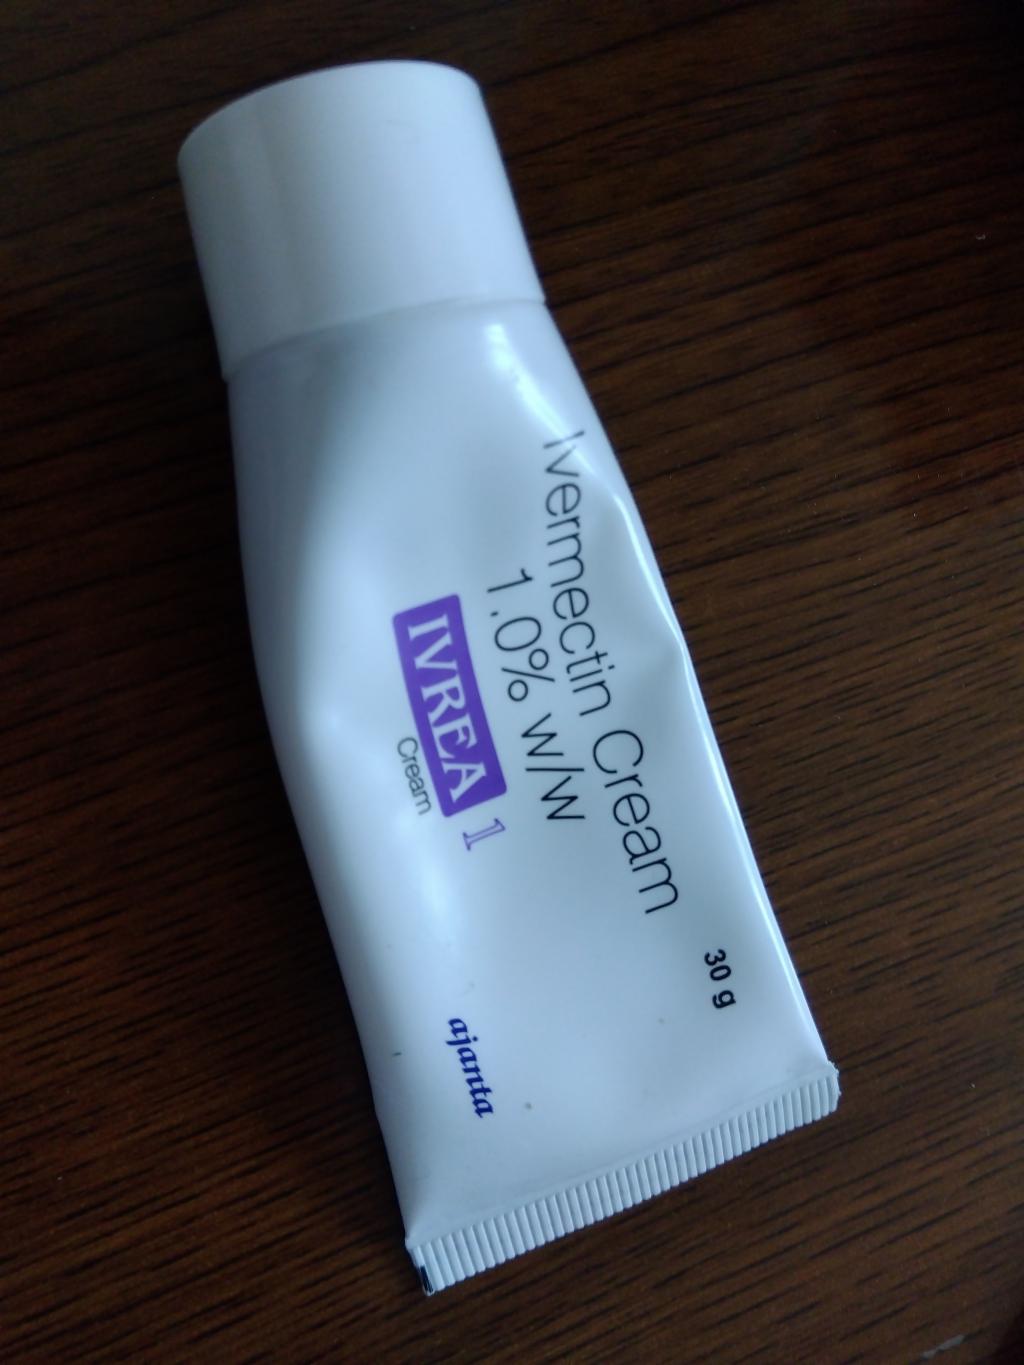 Ivermectin Cream
1.0% w/w
IVREA 1
Cream
30 g
ajanta